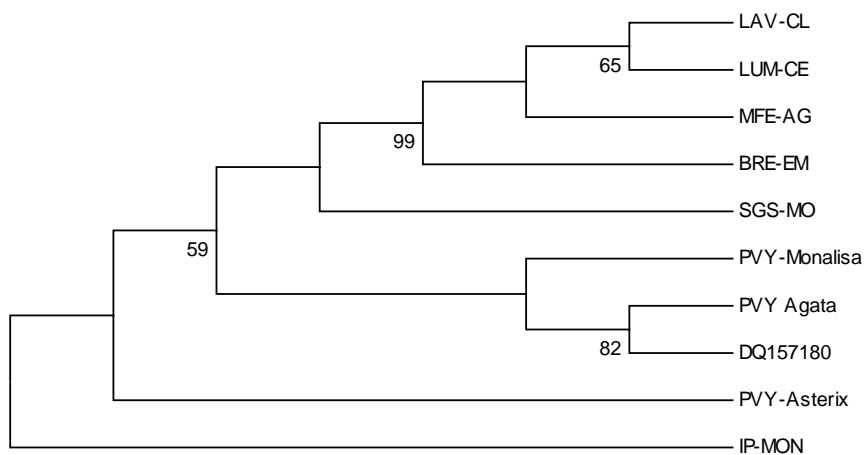 LAV-CL
65
LUM-CE
MFE-AG
99
BRE-EM
SGS-MO
59
PVY-Monalisa
PVY Agata
82
DQ157180
PVY-Asterix
IP-MON